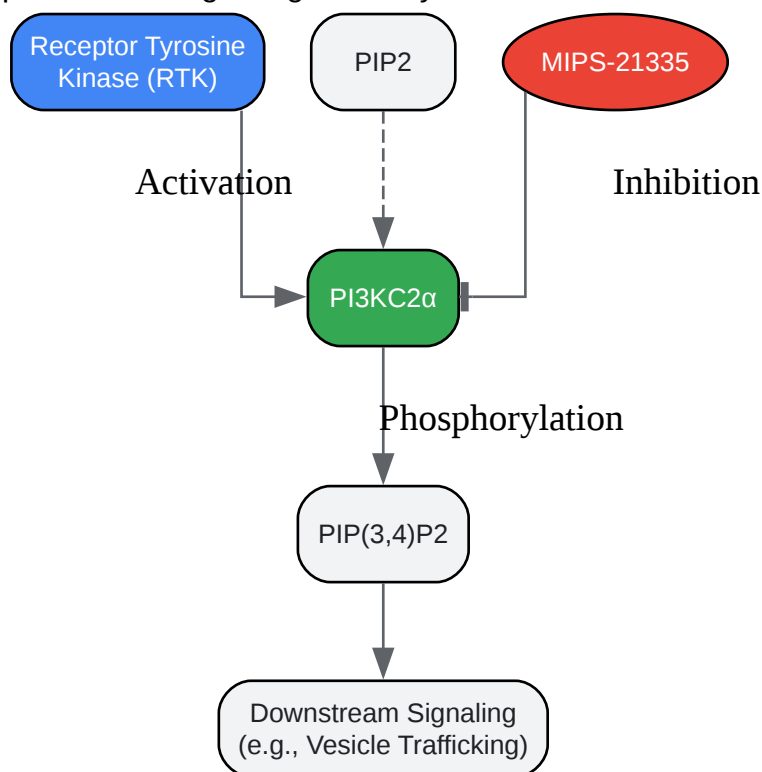 Receptor Tyrosine
Kinase (RTK)
PIP2
MIPS-21335
Activation
Inhibition
PI3KC2α
Phosphorylation
PIP(3,4)P2
Downstream Signaling
(e.g., Vesicle Trafficking)